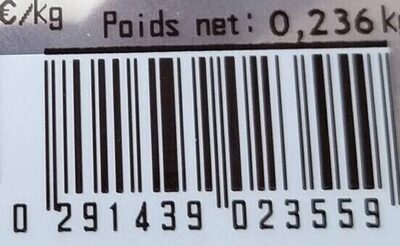 €/kg Poids net: 0,236 k
0 291439 023559